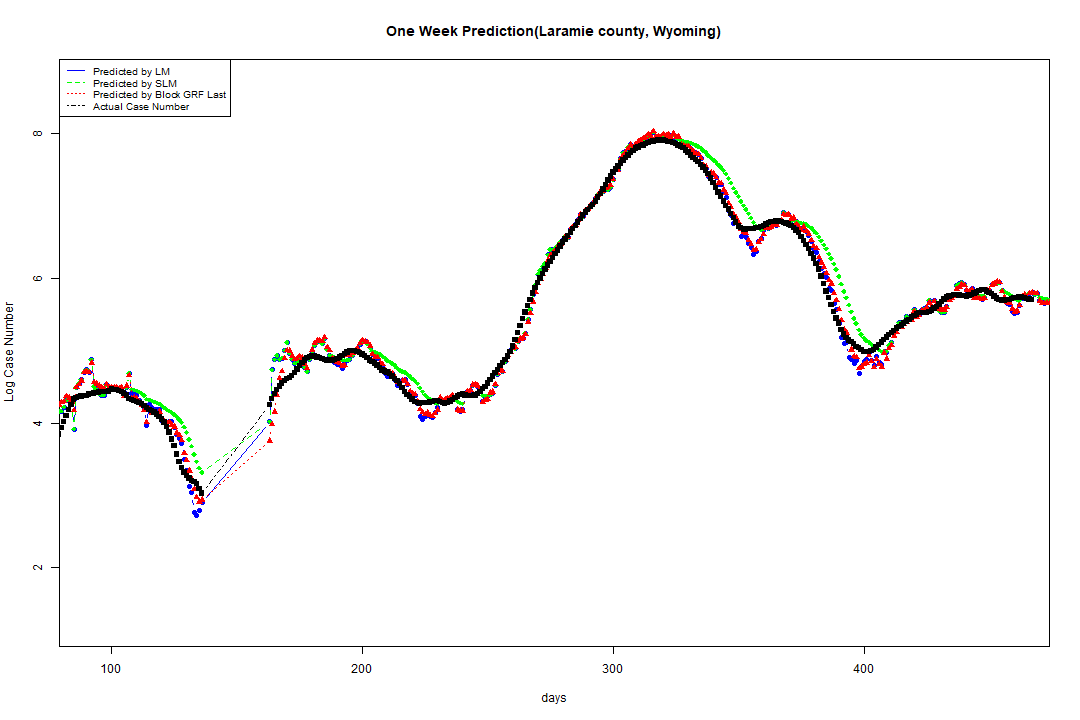 One Week Prediction(Laramie county, Wyoming)
Predicted by LM
Predicted by SLM
Predicted by Block GRF Last
Actual Case Number
8
6
4
2
Log Case Number
100
200
300
400
days